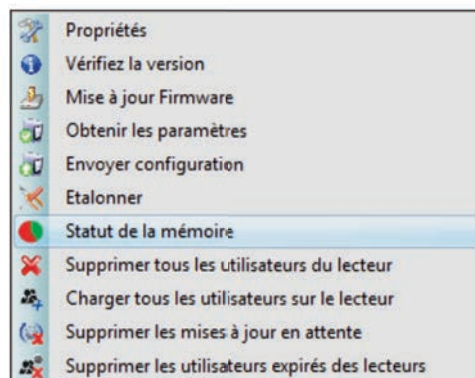 Propriétés
Vérifiez la version
Mise à jour Firmware
Obtenir les paramètres
Envoyer configuration
Etalonner
Statut de la mémoire
Supprimer tous les utilisateurs du lecteur
Charger tous les utilisateurs sur le lecteur
Supprimer les mises à jour en attente
Supprimer les utilisateurs expirés des lecteurs